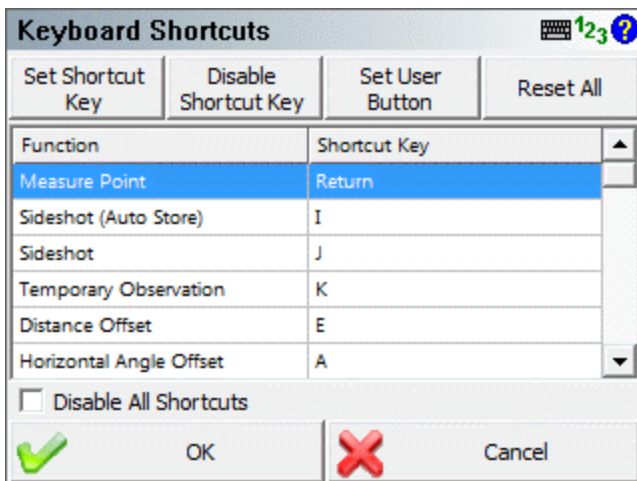 Keyboard Shortcuts 123 ?
Set Shortcut Key
Disable Shortcut Key
Set User Button
Reset All
Function Shortcut Key
Measure Point Return
Sideshot (Auto Store) I
Sideshot J
Temporary Observation K
Distance Offset E
Horizontal Angle Offset A
Disable All Shortcuts
OK Cancel